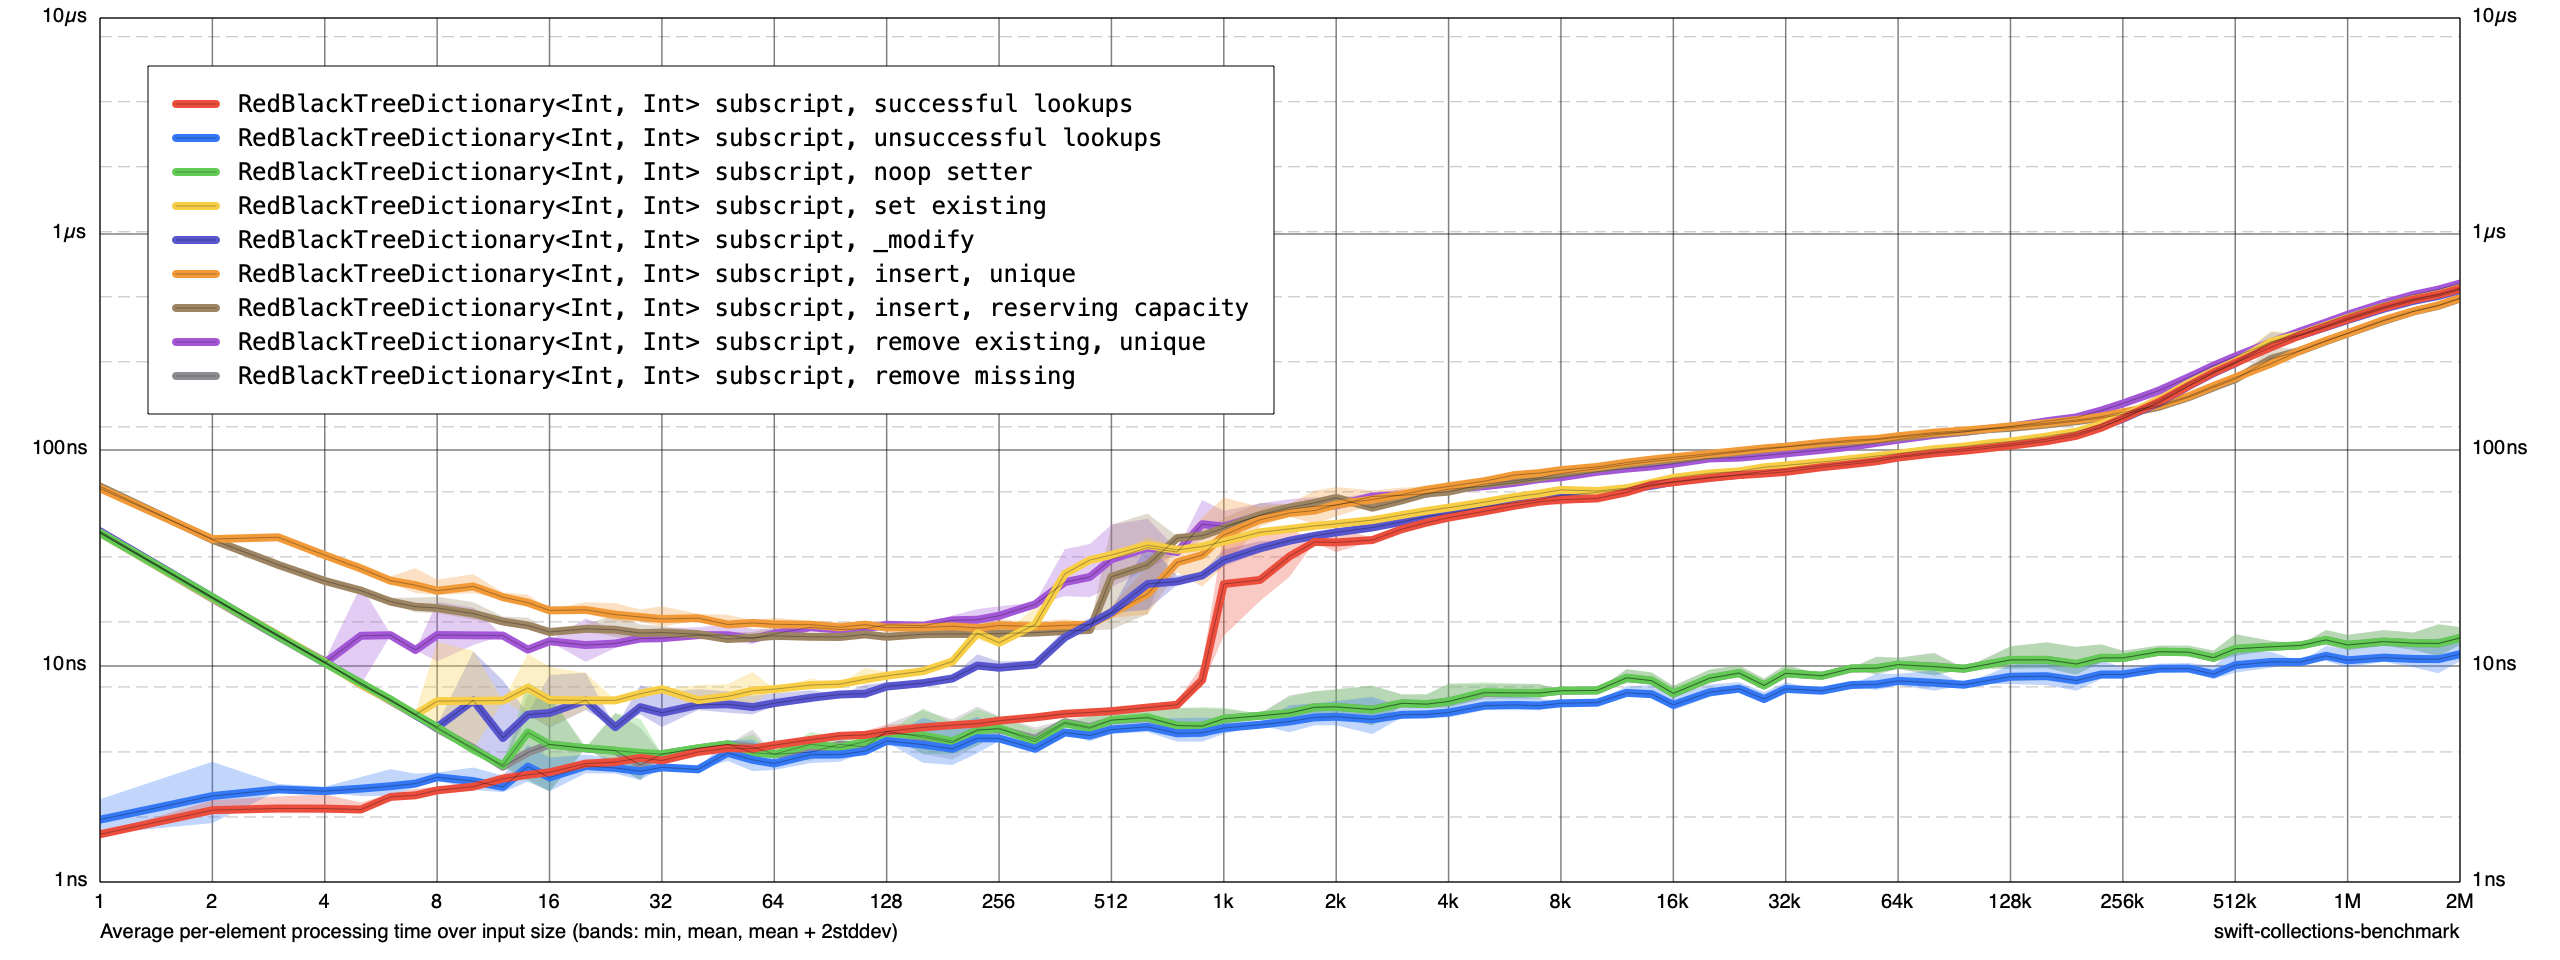 10µs 10µs
RedBlackTreeDictionary<Int, Int> subscript, successful lookups
RedBlackTreeDictionary<Int, Int> subscript, unsuccessful lookups
RedBlackTreeDictionary<Int, Int> subscript, noop setter
RedBlackTreeDictionary<Int, Int> subscript, set existing
1µs 1µs
RedBlackTreeDictionary<Int, Int> subscript, _modify
RedBlackTreeDictionary<Int, Int> subscript, insert, unique
RedBlackTreeDictionary<Int, Int> subscript, insert, reserving capacity
RedBlackTreeDictionary<Int, Int> subscript, remove existing, unique
RedBlackTreeDictionary<Int, Int> subscript, remove missing
100ns 100ns
10ns 10ns
1ns 1ns
1 2 4 8 16 32 64 128 256 512 1k 2k 4k 8k 16k 32k 64k 128k 256k 512k 1M 2M
Average per-element processing time over input size (bands: min, mean, mean + 2stddev) swift-collections-benchmark